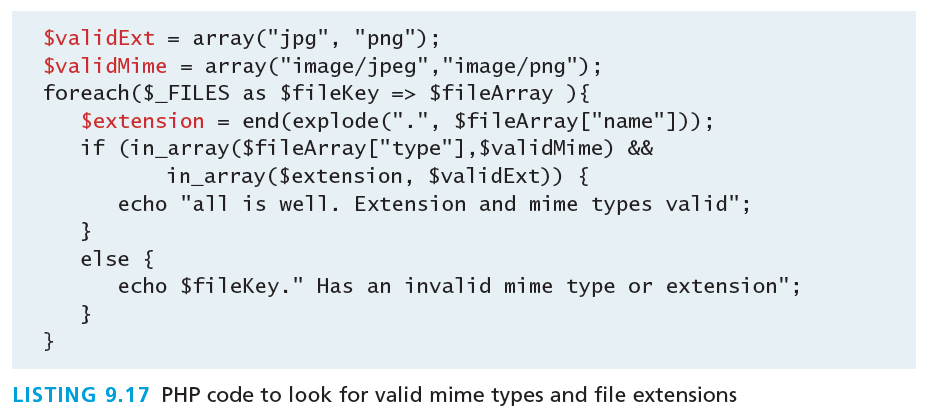 $validExt = array("jpg", "png");
$validMime = array("image/jpeg","image/png");
foreach($_FILES as $fileKey => $fileArray ){
$extension = end(explode(".", $fileArray["name"]));
if (in_array($fileArray["type"],$validMime) &&
in_array($extension, $validExt)) {
echo "all is well. Extension and mime types valid";
}
else {
echo $fileKey." Has an invalid mime type or extension";
}
}
LISTING 9.17 PHP code to look for valid mime types and file extensions